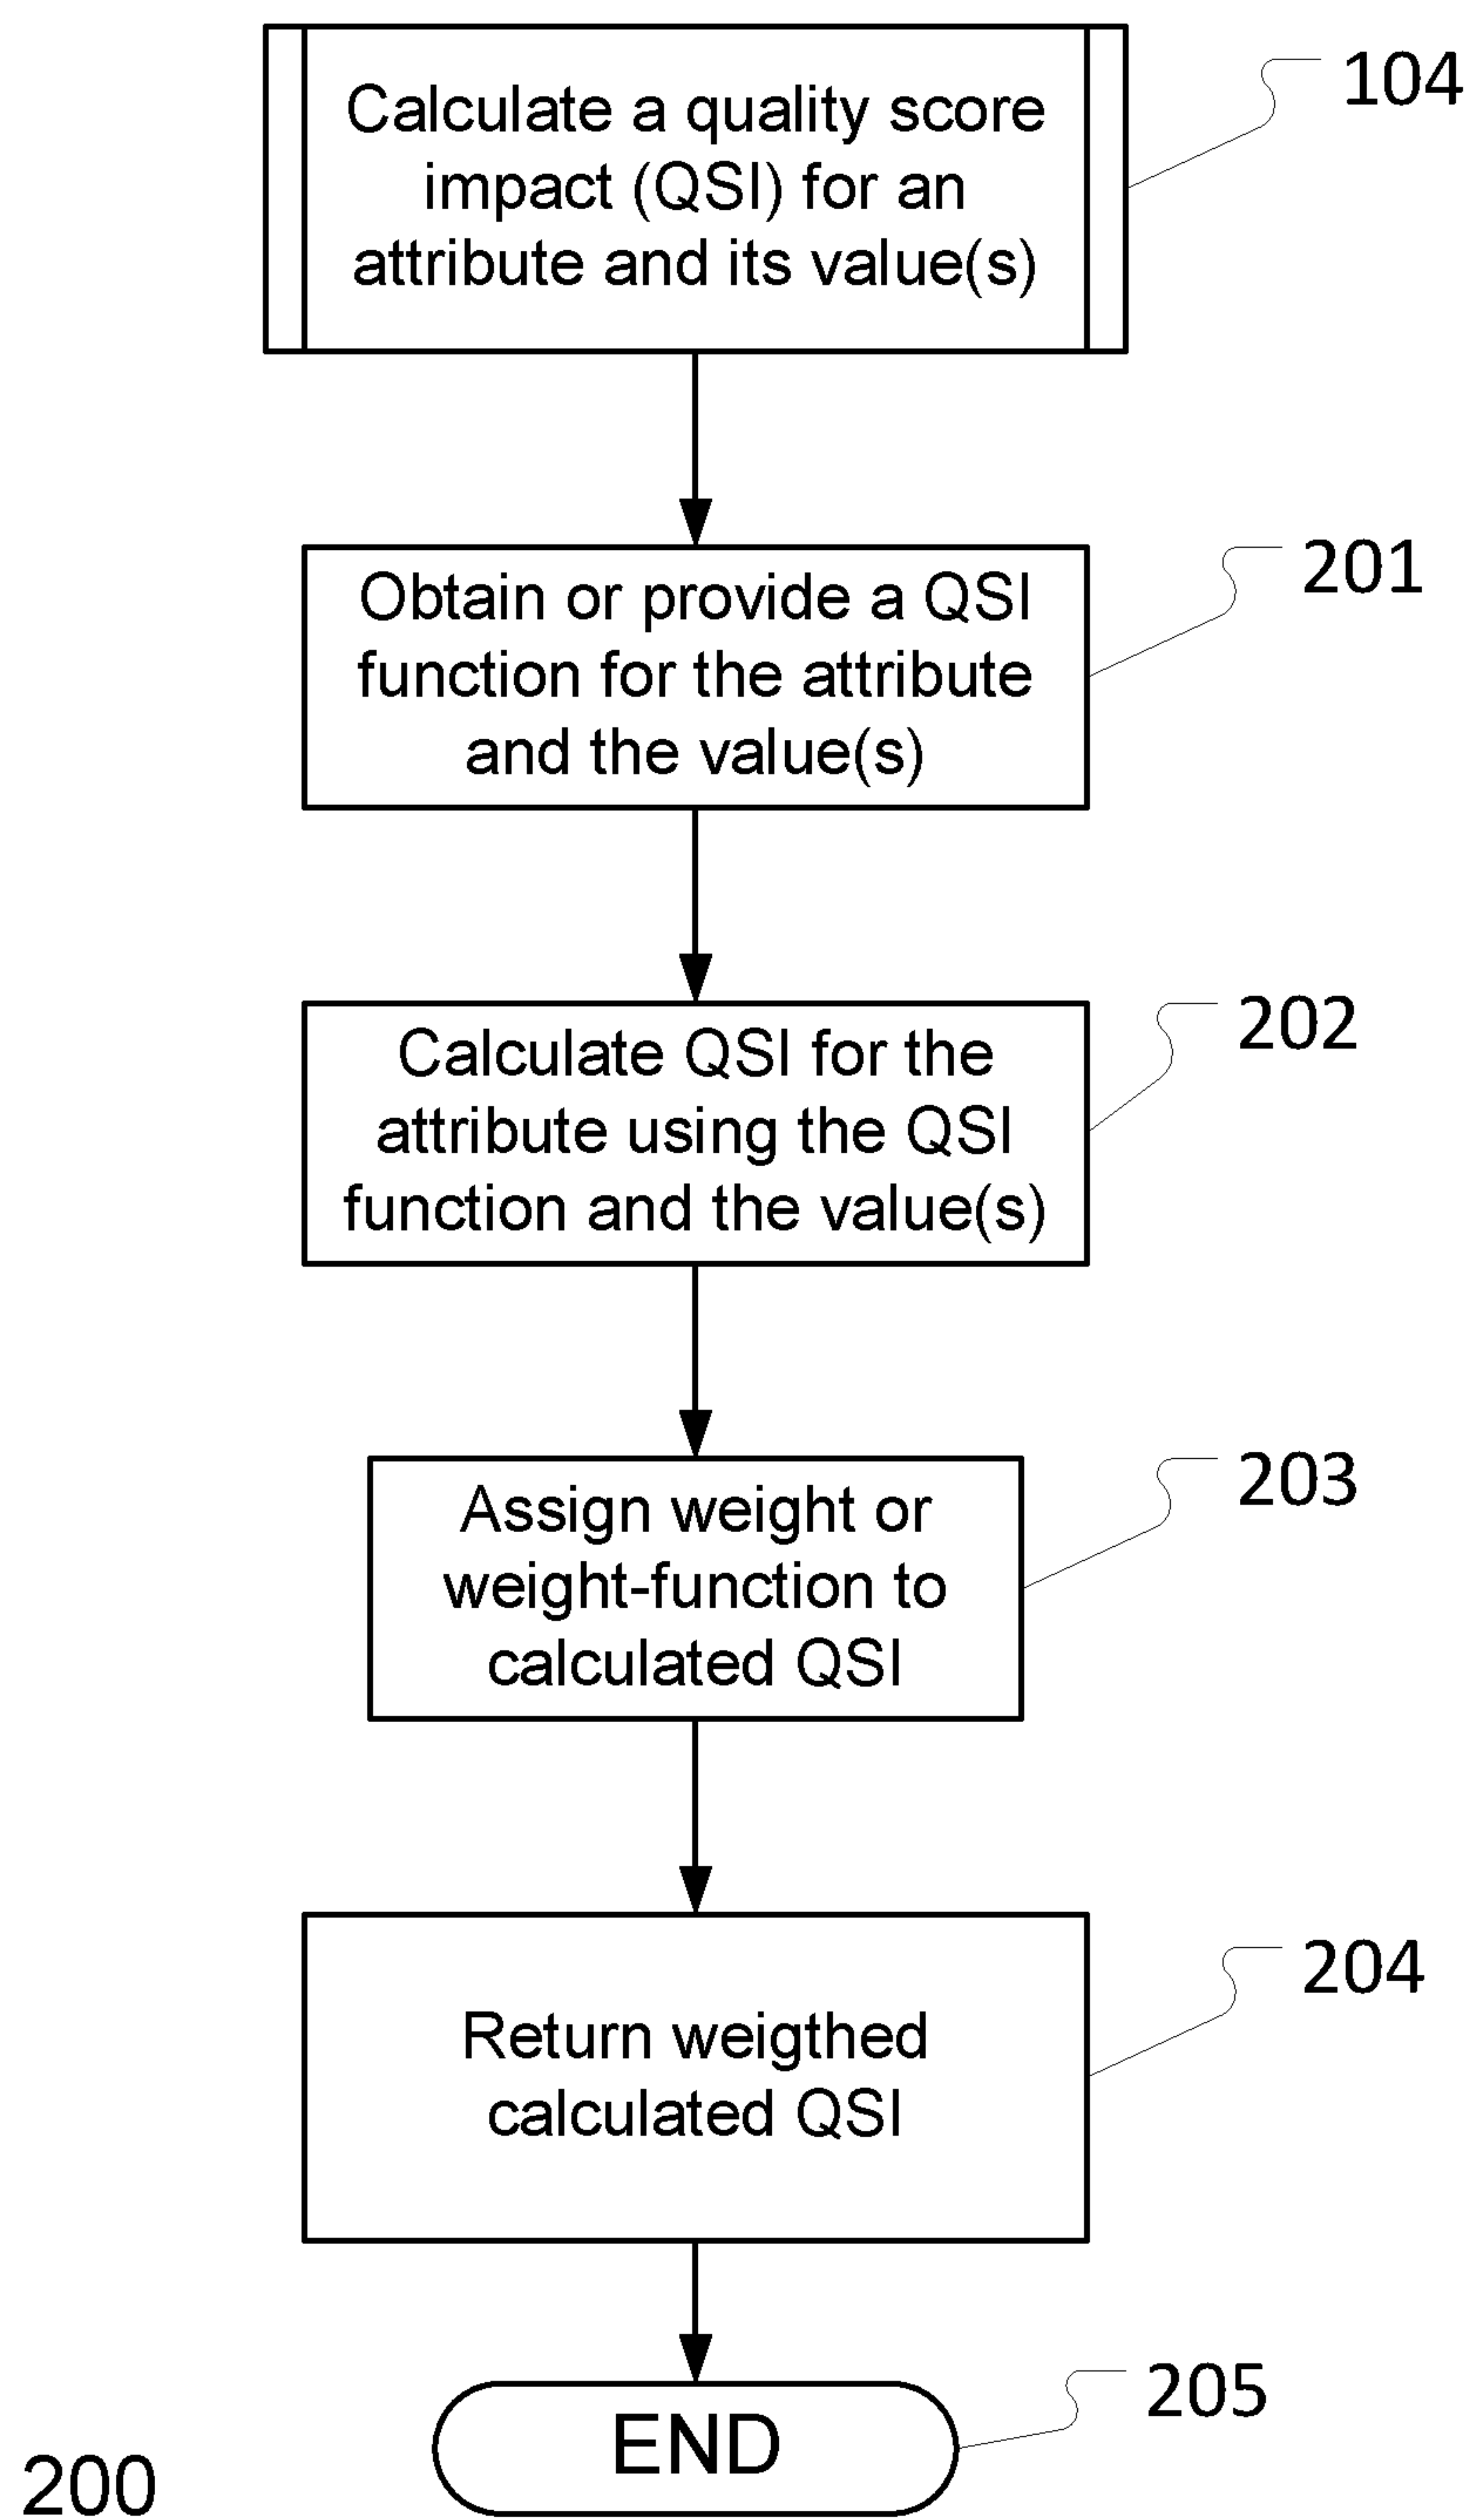 Calculate a quality score
impact (QSI) for an
attribute and its value(s)
104
Obtain or provide a QSI
function for the attribute
and the value(s)
201
Calculate QSI for the
attribute using the QSI
function and the value(s)
202
Assign weight or
weight-function to
calculated QSI
203
Return weigthed
calculated QSI
204
END
205
200